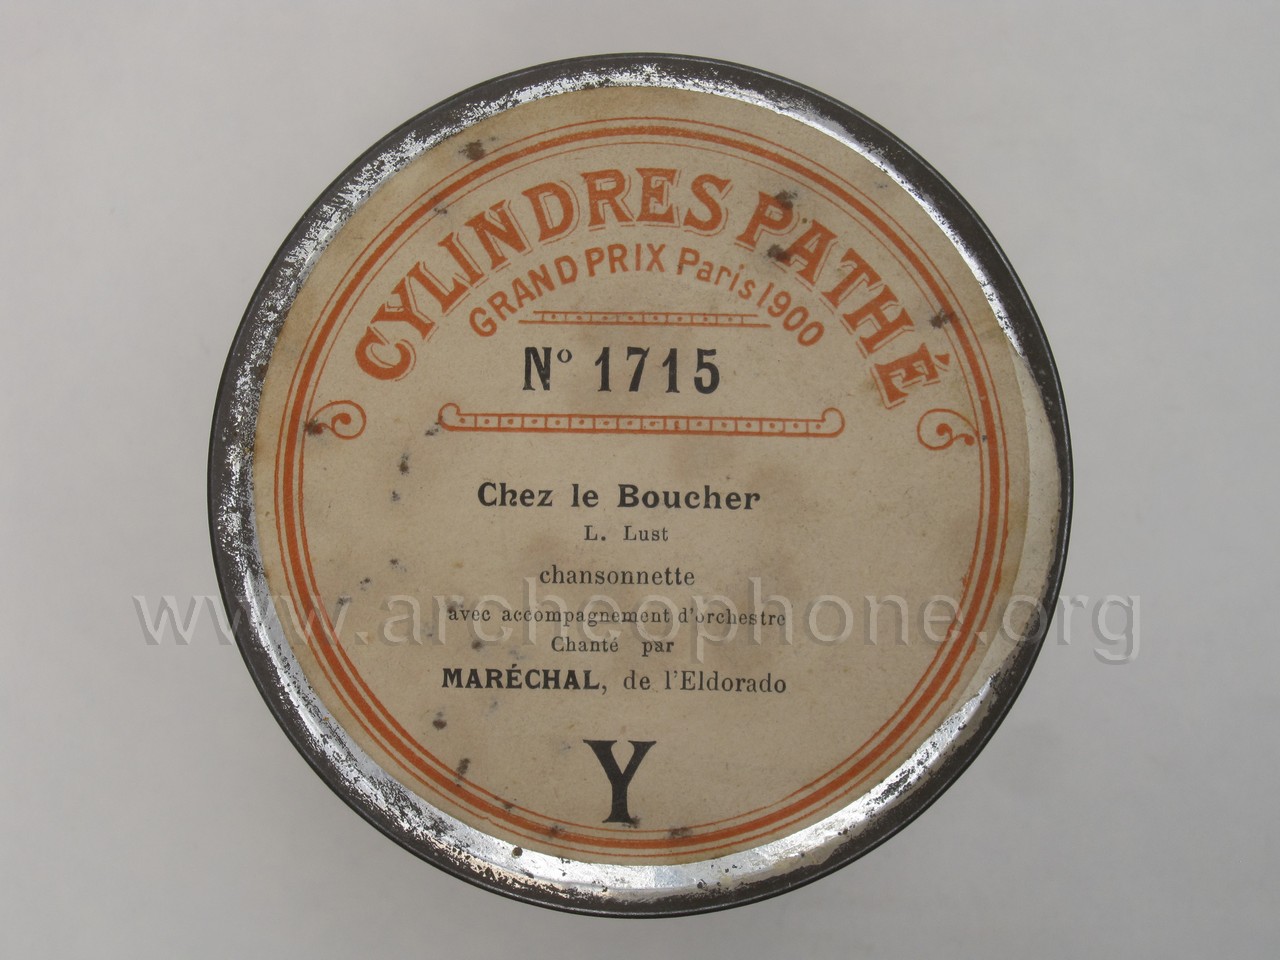 CYLINDRES PATHÉ
GRAND PRIX Paris 1900
Nº 1715
Chez le Boucher
L. Lust
chansonnette
www.archeophone.org
avec accompagnement d'orchestre
Chanté par
MARÉCHAL, de l'Eldorado
Y